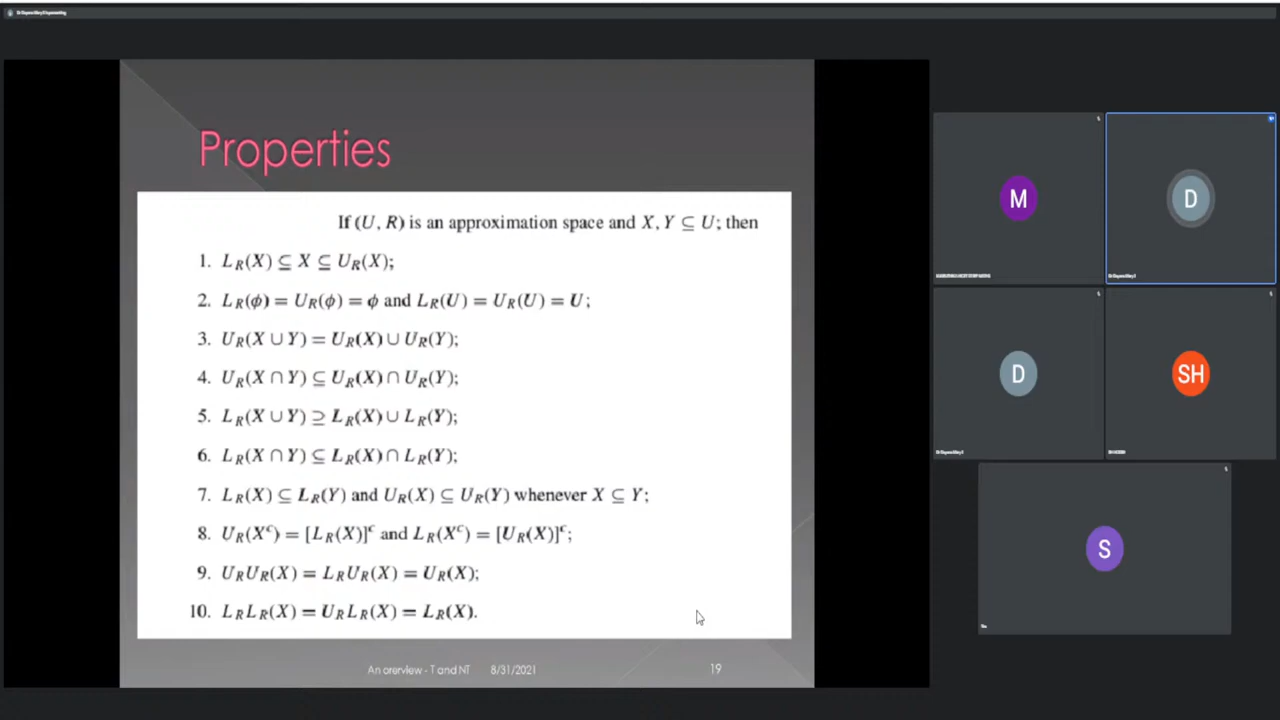 Properties
If (U, R) is an approximation space and X, Y ⊆ U; then
1. L_R(X) ⊆ X ⊆ U_R(X);
2. L_R(ϕ) = U_R(ϕ) = ϕ and L_R(U) = U_R(U) = U;
3. U_R(X ∪ Y) = U_R(X) ∪ U_R(Y);
4. U_R(X ∩ Y) ⊆ U_R(X) ∩ U_R(Y);
5. L_R(X ∪ Y) ⊇ L_R(X) ∪ L_R(Y);
6. L_R(X ∩ Y) ⊆ L_R(X) ∩ L_R(Y);
7. L_R(X) ⊆ L_R(Y) and U_R(X) ⊆ U_R(Y) whenever X ⊆ Y;
8. U_R(X^c) = [L_R(X)]^c and L_R(X^c) = [U_R(X)]^c;
9. U_R U_R(X) = L_R U_R(X) = U_R(X);
10. L_R L_R(X) = U_R L_R(X) = L_R(X).
An orerview - T and NT 8/31/2021 19
M
D
D
SH
S